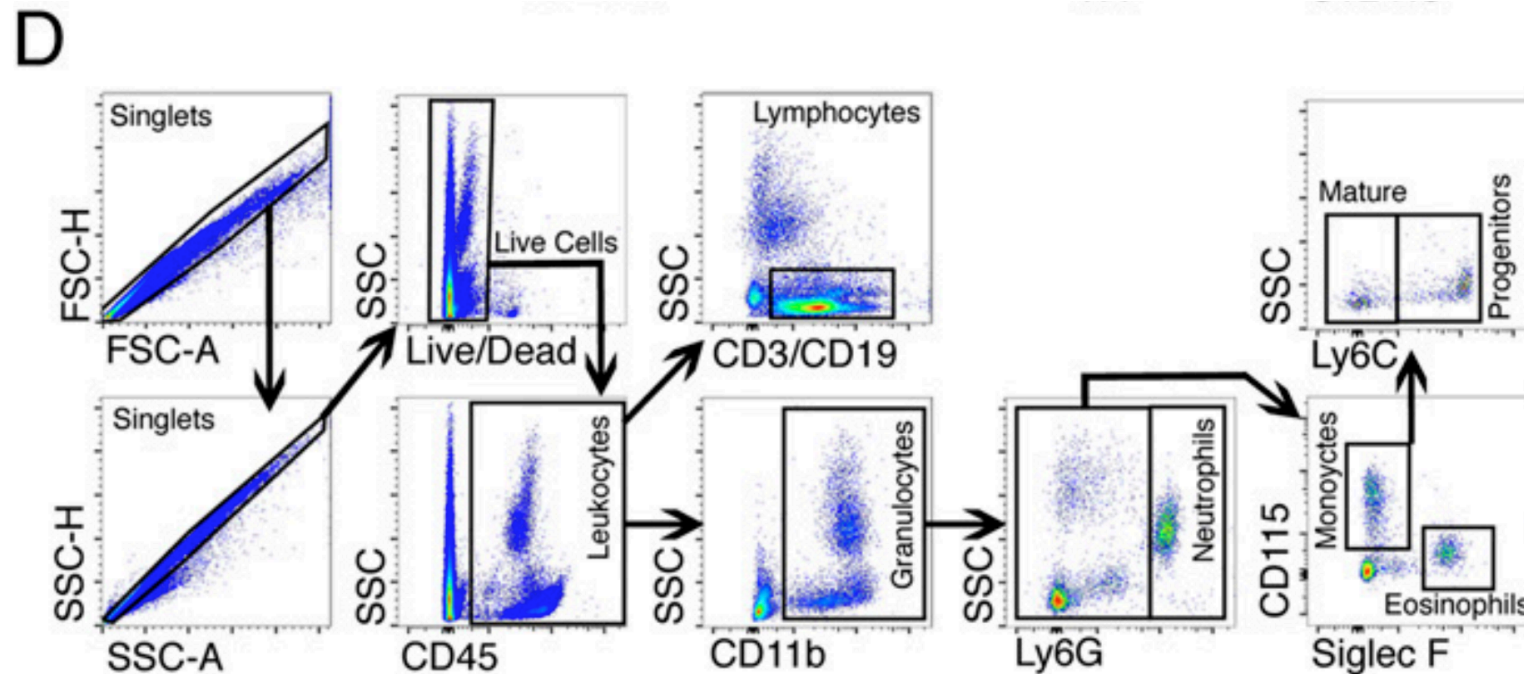 D
Singlets
FSC-H
FSC-A
SSC
Live Cells
Live/Dead
Lymphocytes
SSC
CD3/CD19
Mature
Progenitors
SSC
Ly6C
Singlets
SSC-H
SSC-A
Leukocytes
SSC
CD45
Granulocytes
SSC
CD11b
Neutrophils
SSC
Ly6G
Monoyctes
CD115
Eosinophils
Siglec F